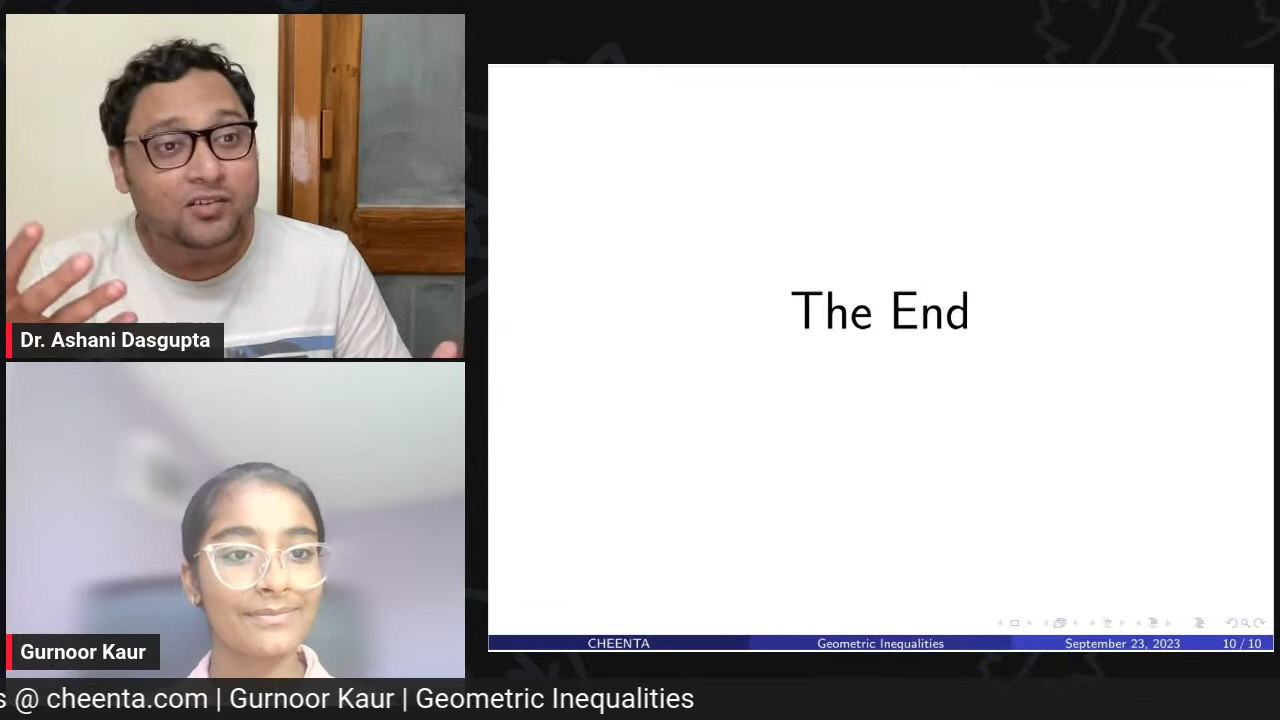 Dr. Ashani Dasgupta
The End
Gurnoor Kaur
CHEENTA
Geometric Inequalities
September 23, 2023
10 / 10
s @ cheenta.com | Gurnoor Kaur | Geometric Inequalities